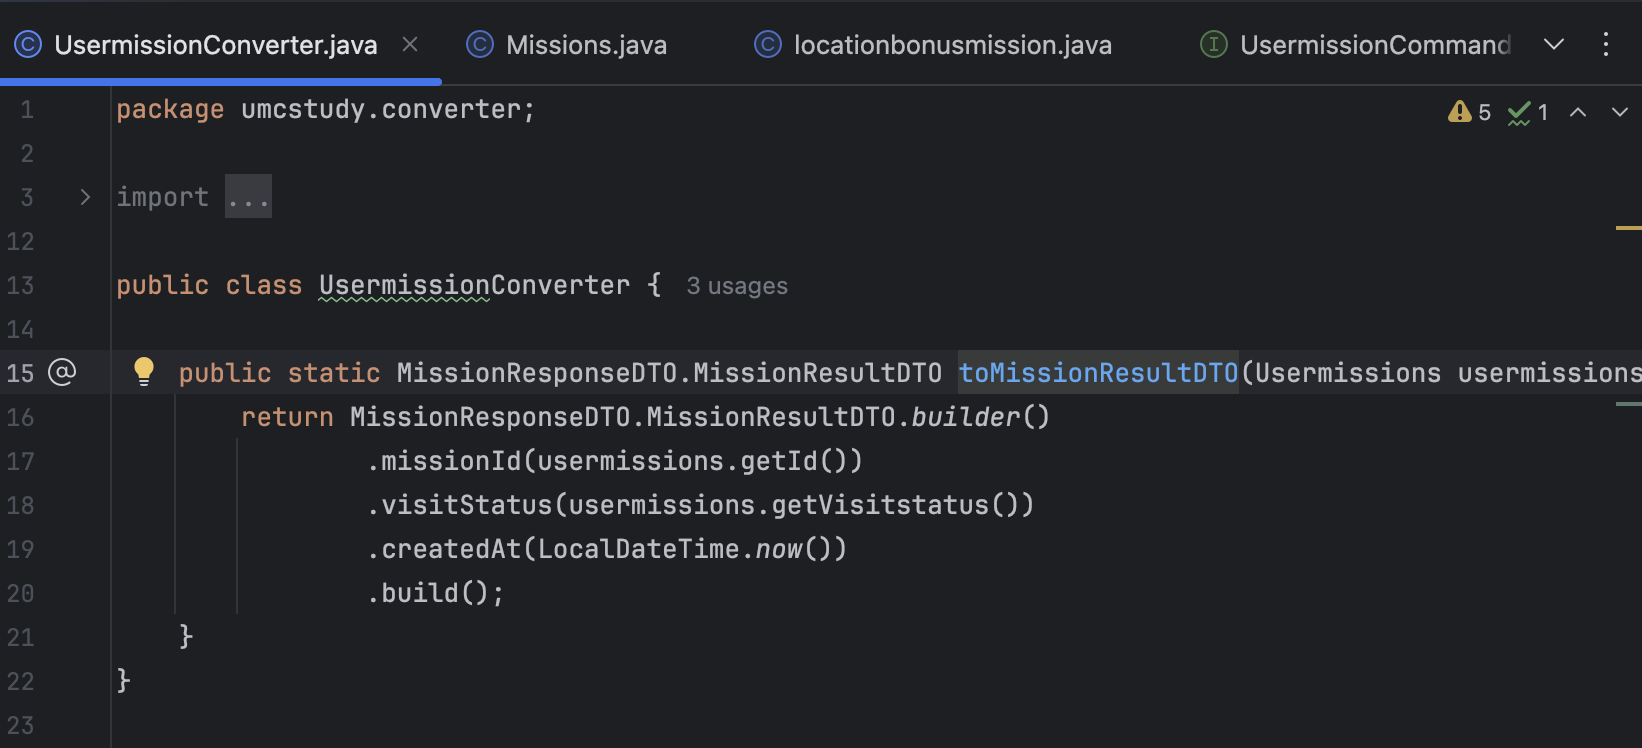 UsermissionConverter.java Missions.java locationbonusmission.java UsermissionCommand
1 package umcstudy.converter; 5 1
2
3 import ...
12
13 public class UsermissionConverter { 3 usages
14
15 @ public static MissionResponseDTO.MissionResultDTO toMissionResultDTO(Usermissions usermissions
16 return MissionResponseDTO.MissionResultDTO.builder()
17 .missionId(usermissions.getId())
18 .visitStatus(usermissions.getVisitstatus())
19 .createdAt(LocalDateTime.now())
20 .build();
21 }
22 }
23